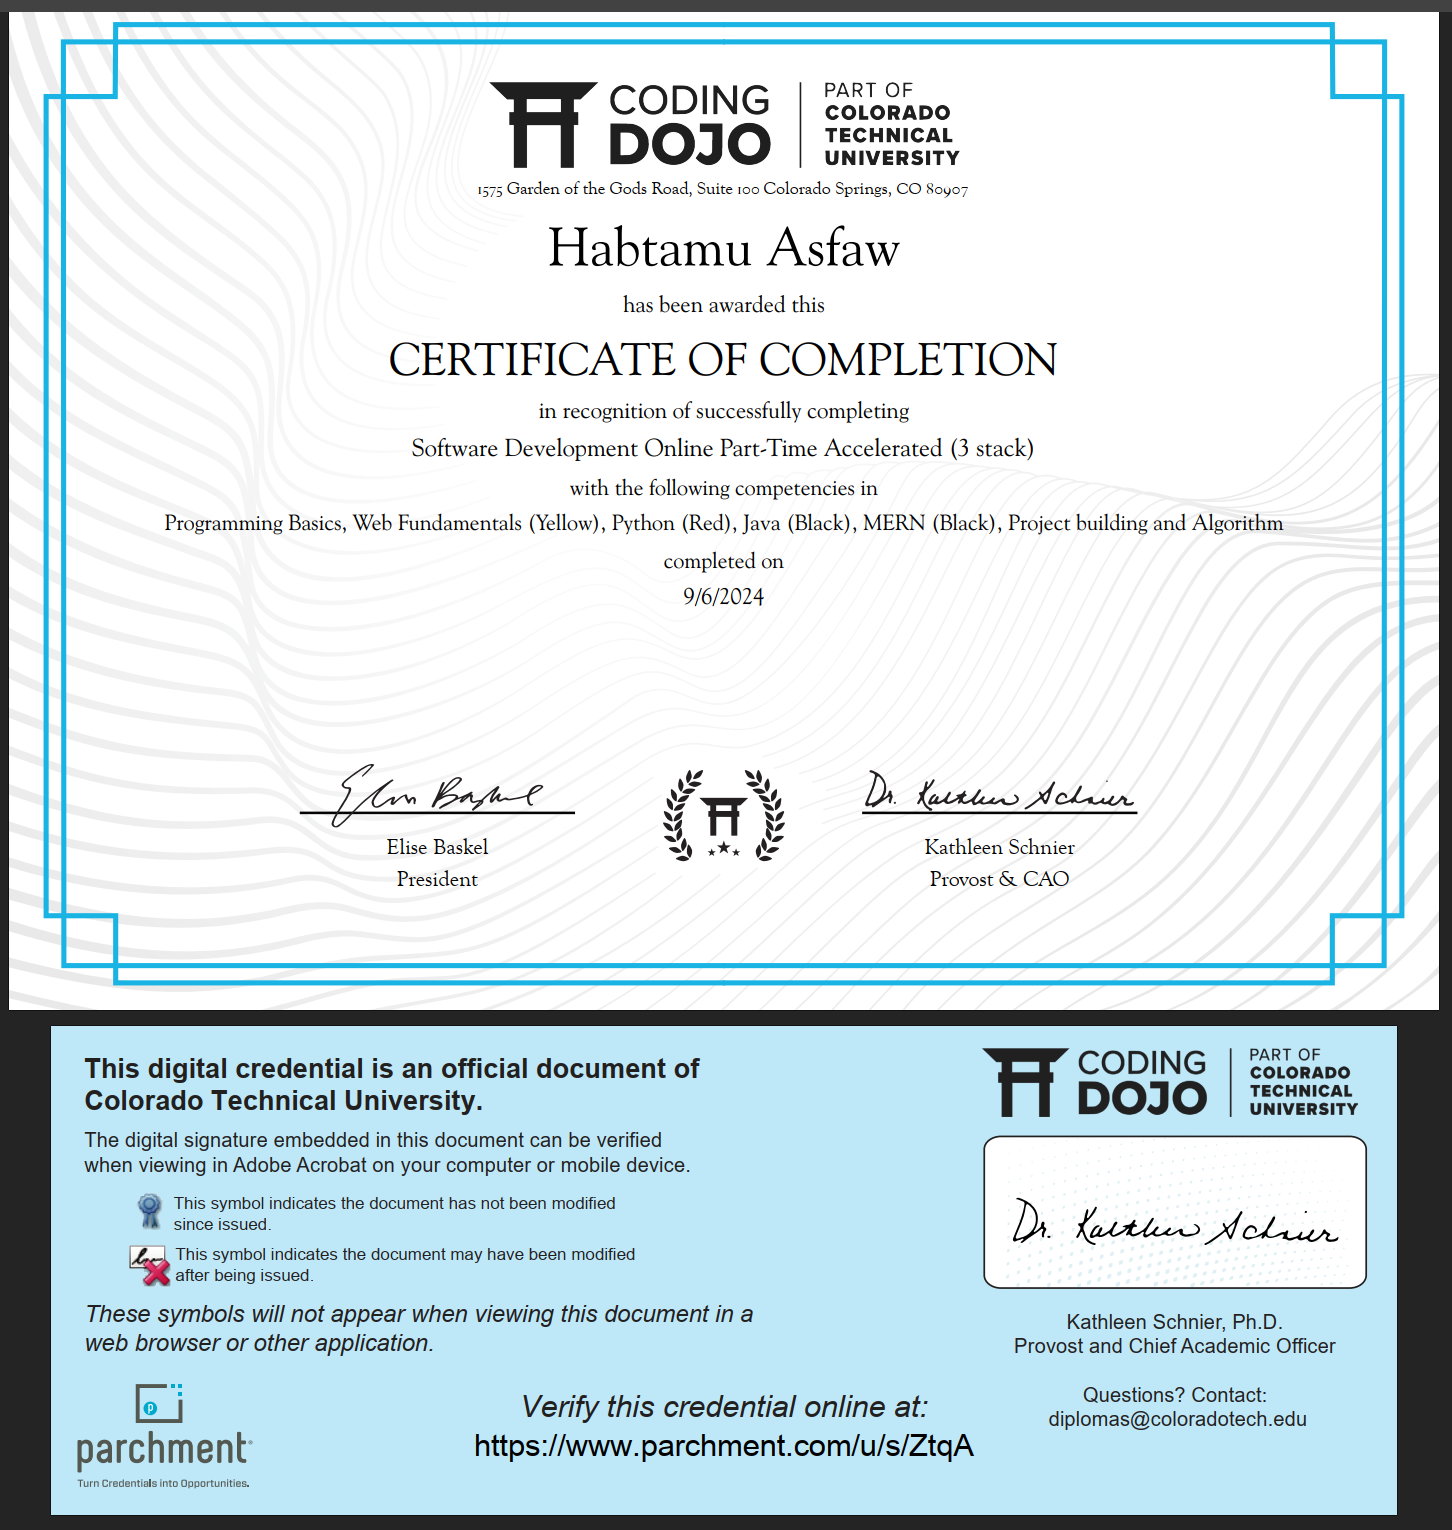 CODING
DOJO
PART OF
COLORADO
TECHNICAL
UNIVERSITY
1575 Garden of the Gods Road, Suite 100 Colorado Springs, CO 80907
Habtamu Asfaw
has been awarded this
CERTIFICATE OF COMPLETION
in recognition of successfully completing
Software Development Online Part-Time Accelerated (3 stack)
with the following competencies in
Programming Basics, Web Fundamentals (Yellow), Python (Red), Java (Black), MERN (Black), Project building and Algorithm
completed on
9/6/2024
Elise Baskel
Dr. Kathleen Schnier
Elise Baskel
President
Kathleen Schnier
Provost & CAO
This digital credential is an official document of
Colorado Technical University.
The digital signature embedded in this document can be verified
when viewing in Adobe Acrobat on your computer or mobile device.
This symbol indicates the document has not been modified
since issued.
This symbol indicates the document may have been modified
after being issued.
These symbols will not appear when viewing this document in a
web browser or other application.
parchment
Turn Credentials into Opportunities.
Verify this credential online at:
https://www.parchment.com/u/s/ZtqA
CODING
DOJO
PART OF
COLORADO
TECHNICAL
UNIVERSITY
Dr. Kathleen Schnier
Kathleen Schnier, Ph.D.
Provost and Chief Academic Officer
Questions? Contact:
diplomas@coloradotech.edu